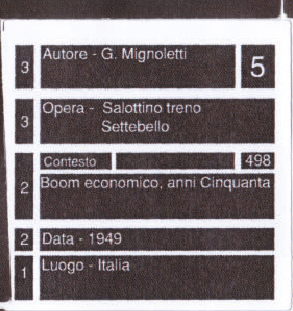 3 Autore - G. Mignoletti 5
3 Opera - Salottino treno
Settebello
Contesto 498
2 Boom economico, anni Cinquanta
2 Data - 1949
1 Luogo - Italia